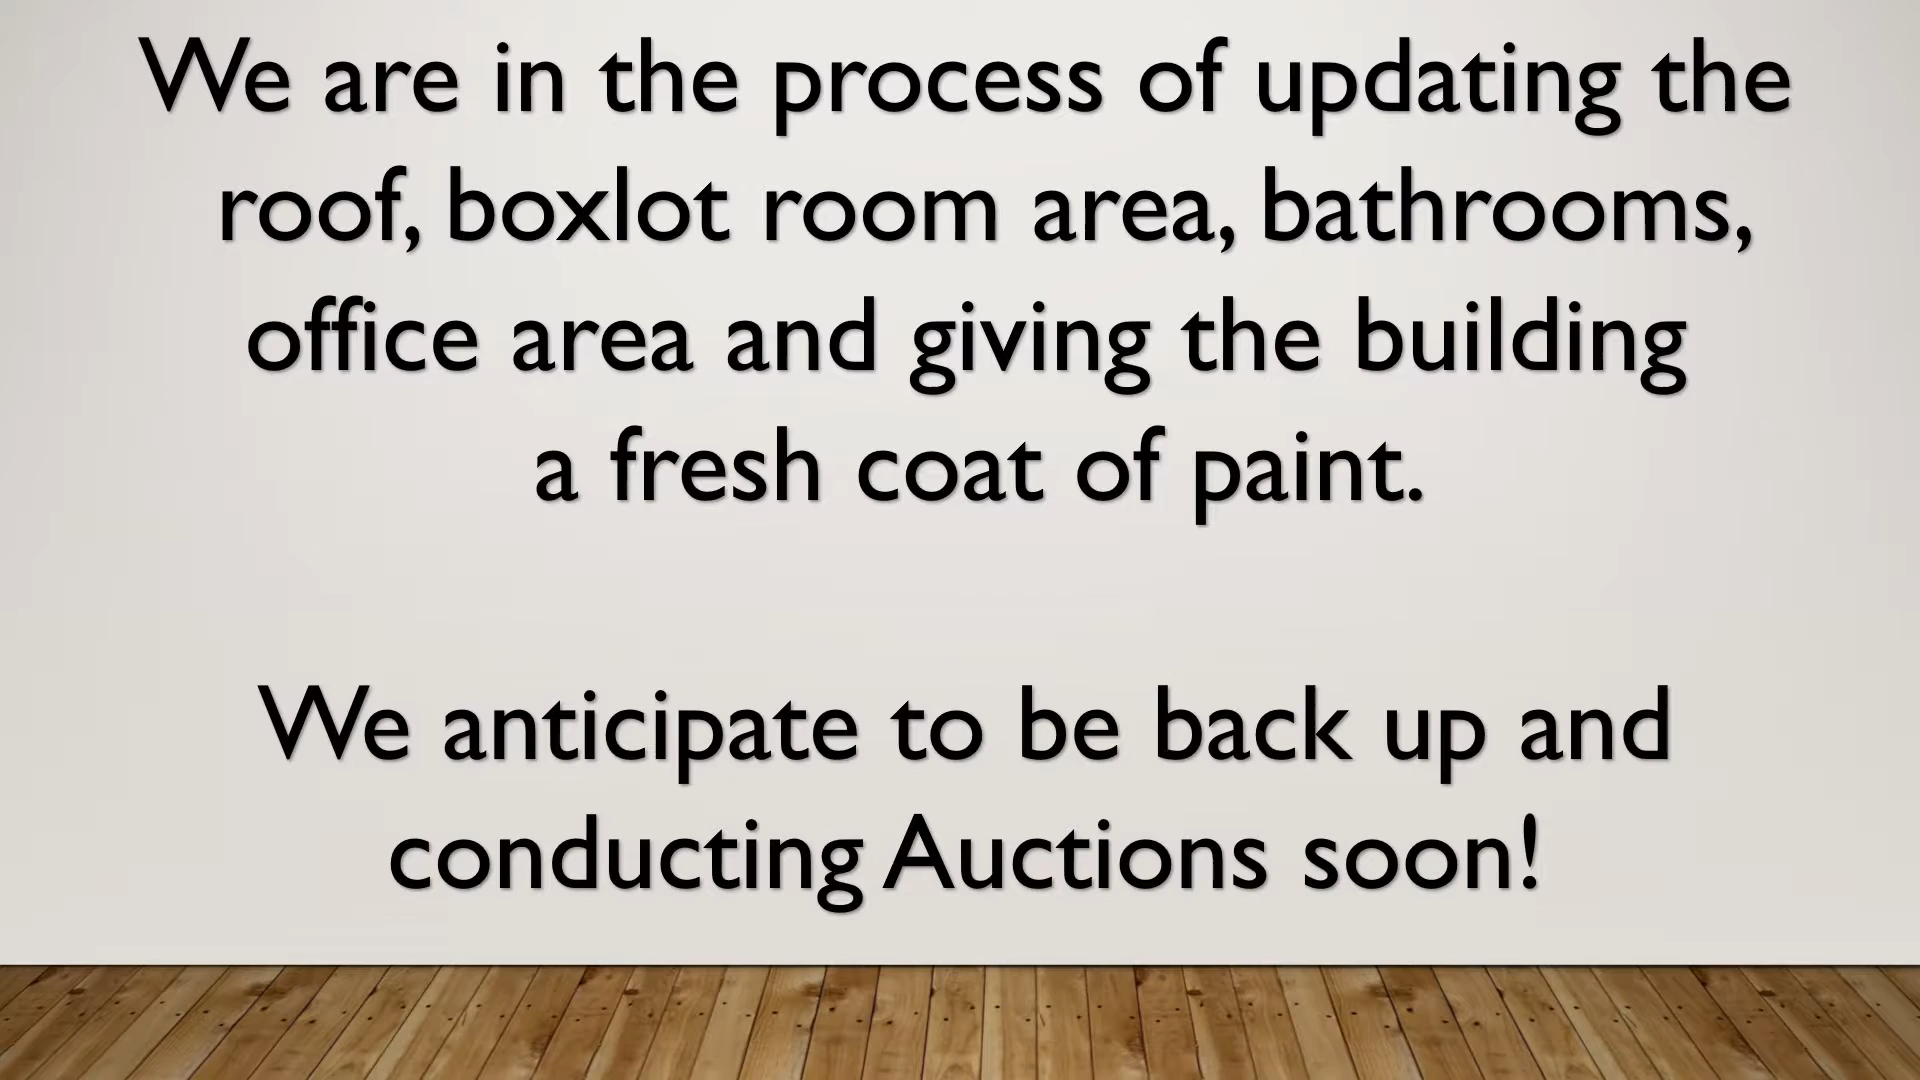 We are in the process of updating the
roof, boxlot room area, bathrooms,
office area and giving the building
a fresh coat of paint.
We anticipate to be back up and
conducting Auctions soon!